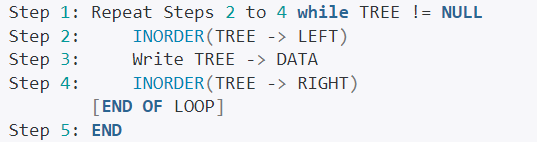 Step 1: Repeat Steps 2 to 4 while TREE != NULL
Step 2: INORDER(TREE -> LEFT)
Step 3: Write TREE -> DATA
Step 4: INORDER(TREE -> RIGHT)
[END OF LOOP]
Step 5: END